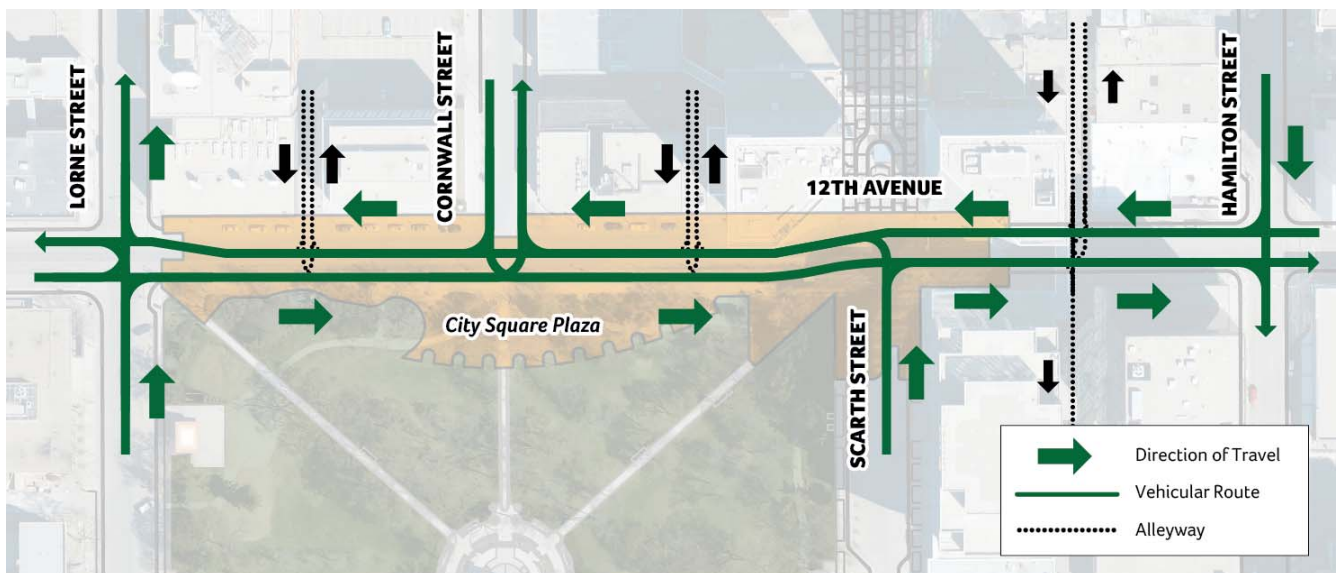 LORNE STREET
CORNWALL STREET
12TH AVENUE
HAMILTON STREET
City Square Plaza
SCARTH STREET
Direction of Travel
Vehicular Route
Alleyway